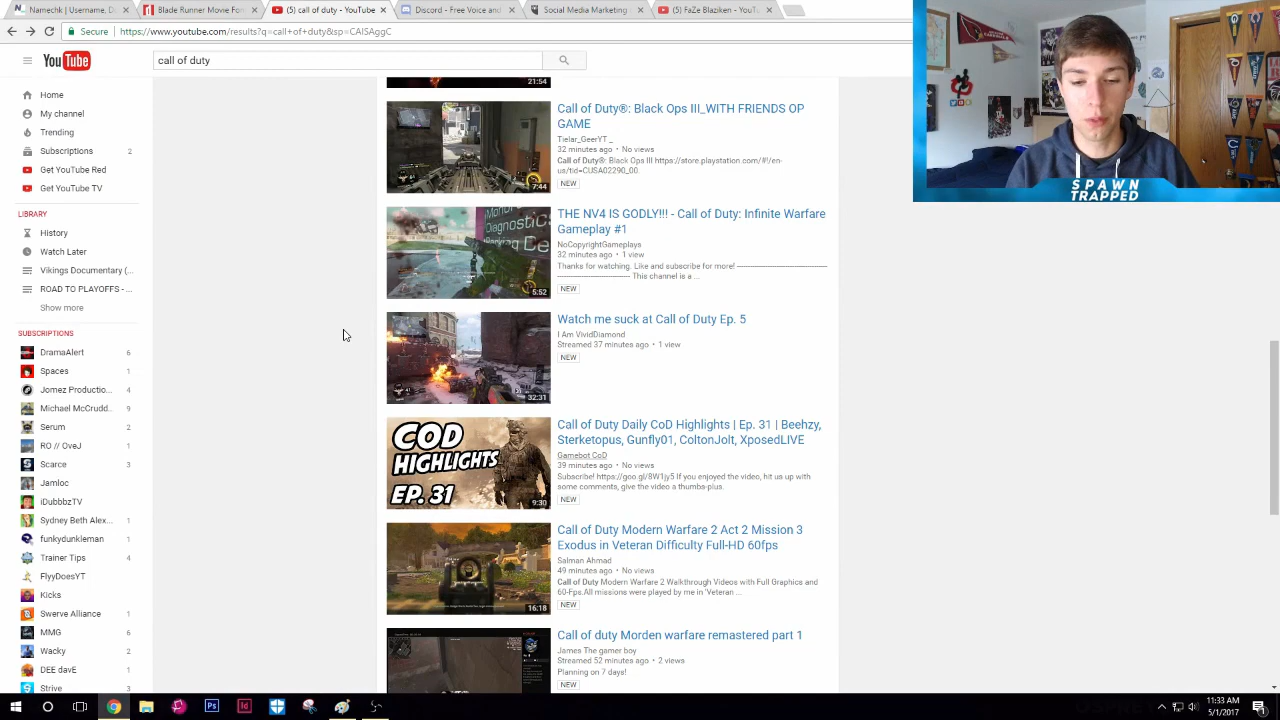 Namechk | Username, D
Blade Runner Movie Fo
(5) call of duty - YouTube
Discord - Free Voice and
Social Media Marketing
(5) FaZe Blaziken - YouTu
Secure https://www.youtube.com/results?q=call+of+duty&sp=CAISAggC
YouTube
call of duty
Home
My channel
Trending
Subscriptions 2
Get YouTube Red
Get YouTube TV
LIBRARY
History
Watch Later
Vikings Documentary (...
ROAD TO PLAYOFFS - ...
Show more
SUBSCRIPTIONS
DramaAlert 6
Spaces 1
Jomez Productio... 4
Michael McCrudd.. 9
Serum 2
RO // OveJ 1
Scarce 3
Jamloc
iDubbbzTV
Sydney Beth Alex... 1
funkydunkleman 1
Trainer Tips 4
FlyyDoesYT
Kicks 1
Swerve Alliance 1
MMG
Wacky 2
DEE davE 1
Strive 3
21:54
Call of Duty®: Black Ops III_WITH FRIENDS OP
GAME
Tielar_GeerYT _
32 minutes ago • No views
Call of Duty®: Black Ops III https://store.playstation.com/#!/en-
us/tid=CUSA02290_00.
NEW
7:44
THE NV4 IS GODLY!!! - Call of Duty: Infinite Warfare
Gameplay #1
NoCopyrightGameplays
32 minutes ago • 1 view
Thanks for watching. Like and subscribe for more!
This channel is a ...
NEW
Diagnostics
5:52
Watch me suck at Call of Duty Ep. 5
I Am VividDiamond
Streamed 37 minutes ago • 1 view
NEW
32:31
COD
HIGHLIGHTS
EP. 31
9:30
Call of Duty Daily CoD Highlights | Ep. 31 | Beehzy,
Sterketopus, Gunfly01, ColtonJolt, XposedLIVE
Gamebot CoD
39 minutes ago • No views
Subscribe! https://goo.gl/8W1jy5 If you enjoyed the video, hit us up with
some comments, give the video a thumbs-plus.
NEW
Call of Duty Modern Warfare 2 Act 2 Mission 3
Exodus in Veteran Difficulty Full-HD 60fps
Salman Ahmad
49 minutes ago • No views
Call of Duty Modern Warfare 2 Walkthrough Videos with Full Graphics and
60-Fps.All missions were played by me in 'Veteran ...
NEW
16:18
Call of duty Morden warfare remastered part 1
James The gamer boy
Streamed 52 minutes ago • 2 views
Planning on 7 days!
NEW
SPAWN
TRAPPED
11:33 AM
5/1/2017